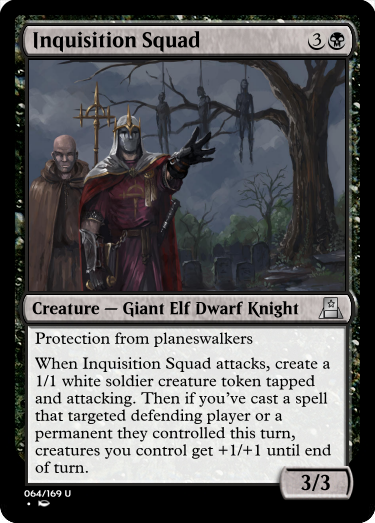 Inquisition Squad 3
Creature — Giant Elf Dwarf Knight
Protection from planeswalkers
When Inquisition Squad attacks, create a
1/1 white soldier creature token tapped
and attacking. Then if you've cast a spell
that targeted defending player or a
permanent they controlled this turn,
creatures you control get +1/+1 until end
of turn.
3/3
064/169 U